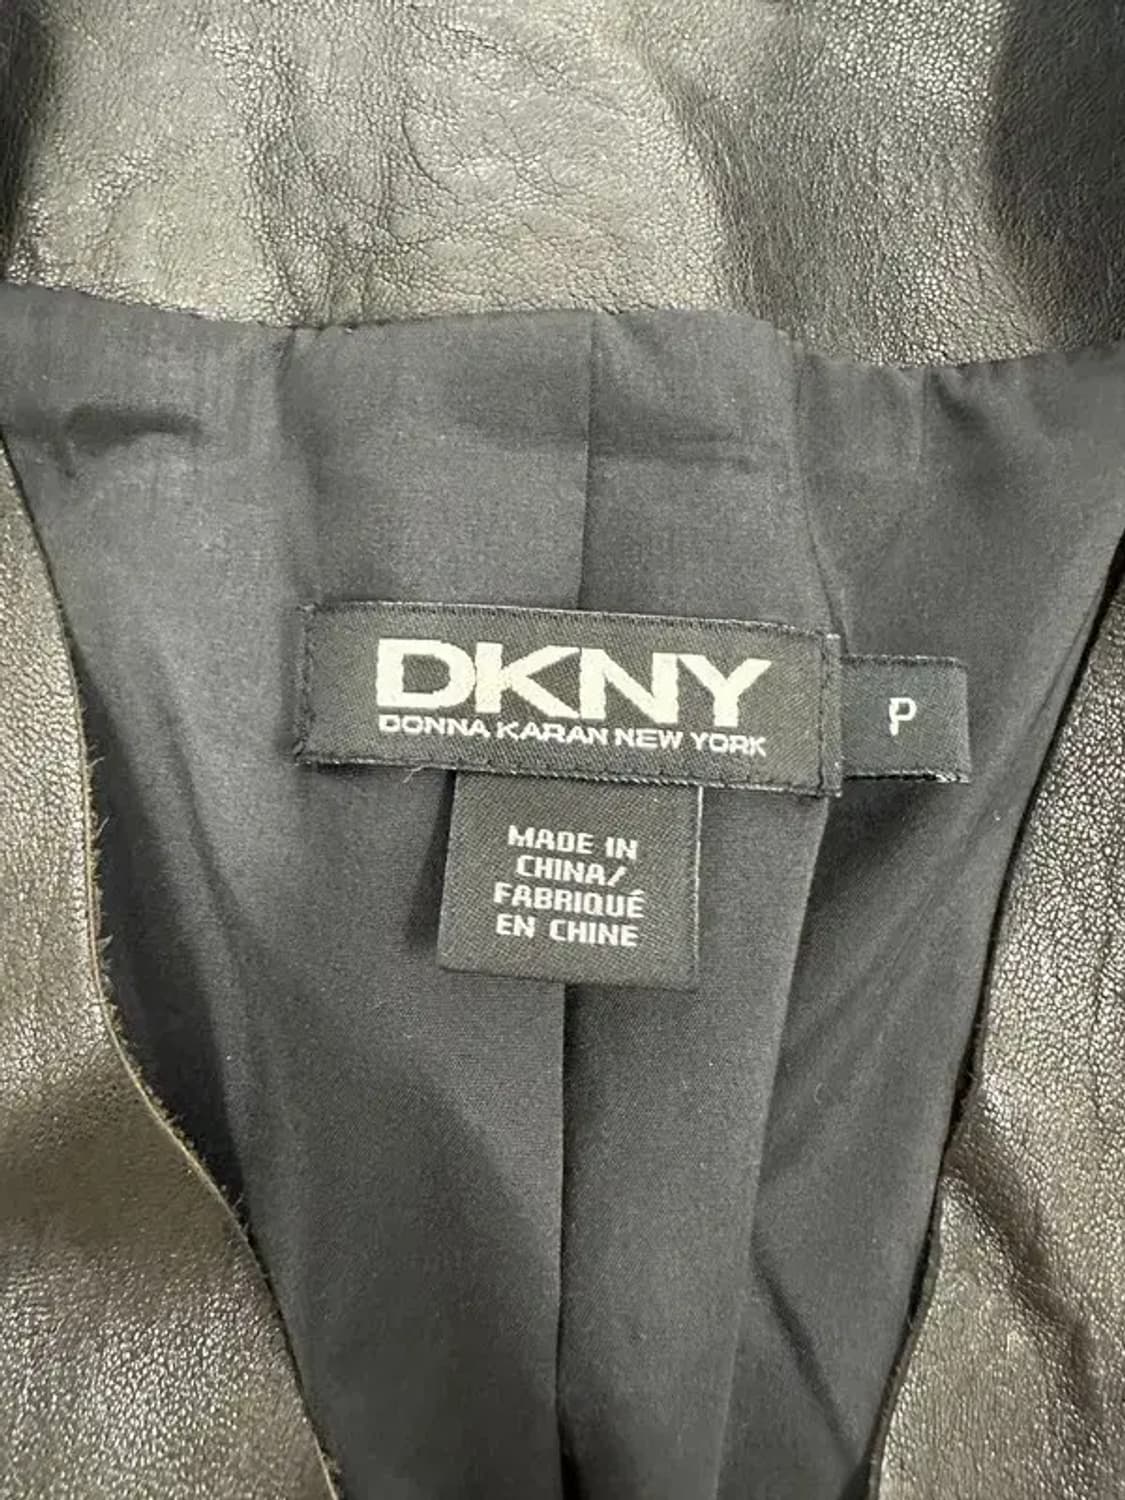 DKNY
DONNA KARAN NEW YORK
P
MADE IN
CHINA/
FABRIQUÉ
EN CHINE